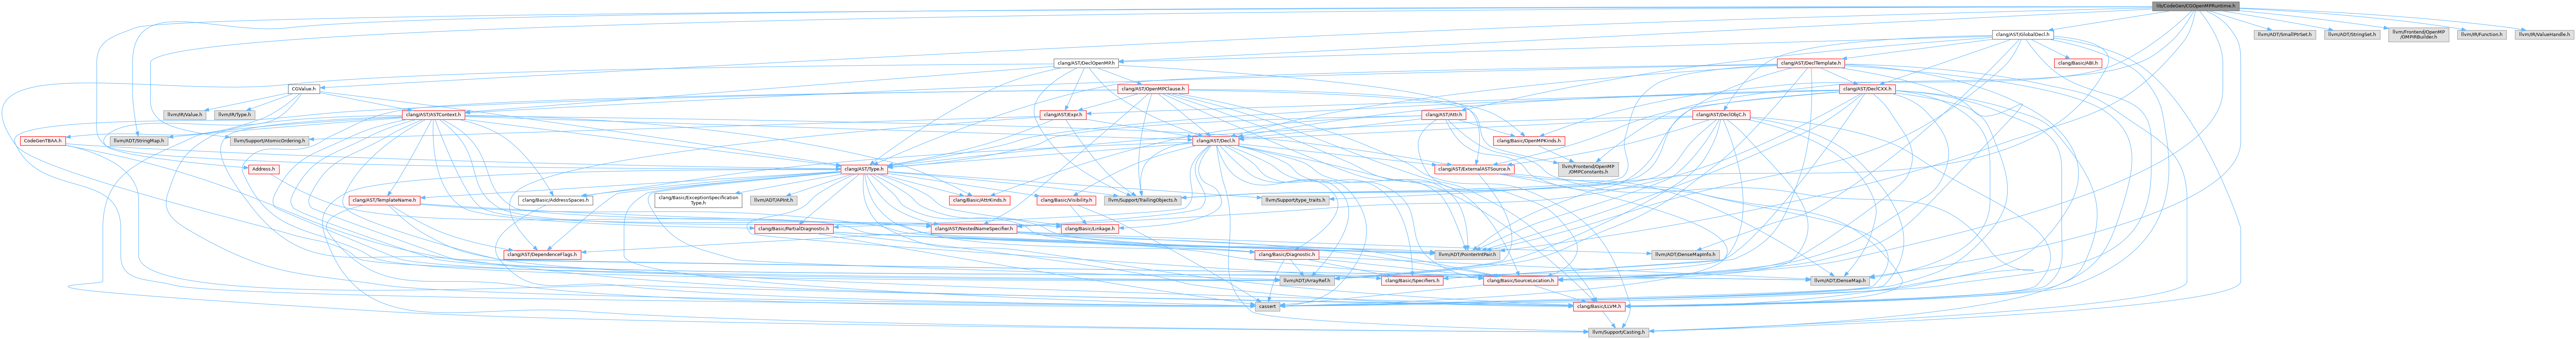 lib/CodeGen/CGOpenMPRuntime.h
clang/AST/GlobalDecl.h
llvm/ADT/SmallPtrSet.h
llvm/ADT/StringSet.h
llvm/Frontend/OpenMP
/OMPIRBuilder.h
llvm/IR/Function.h
llvm/IR/ValueHandle.h
clang/AST/DeclOpenMP.h
clang/AST/DeclTemplate.h
clang/Basic/ABI.h
CGValue.h
clang/AST/OpenMPClause.h
clang/AST/DeclCXX.h
llvm/IR/Value.h
llvm/IR/Type.h
clang/AST/ASTContext.h
clang/AST/Expr.h
clang/AST/Attr.h
clang/AST/DeclObjC.h
CodeGenTBAA.h
llvm/ADT/StringMap.h
llvm/Support/AtomicOrdering.h
clang/AST/Decl.h
clang/Basic/OpenMPKinds.h
Address.h
clang/AST/Type.h
clang/AST/ExternalASTSource.h
llvm/Frontend/OpenMP
/OMPConstants.h
clang/AST/TemplateName.h
clang/Basic/AddressSpaces.h
clang/Basic/ExceptionSpecification
Type.h
llvm/ADT/APInt.h
clang/Basic/AttrKinds.h
clang/Basic/Visibility.h
llvm/Support/TrailingObjects.h
llvm/Support/type_traits.h
clang/Basic/PartialDiagnostic.h
clang/AST/NestedNameSpecifier.h
clang/Basic/Linkage.h
clang/AST/DependenceFlags.h
clang/Basic/Diagnostic.h
llvm/ADT/PointerIntPair.h
llvm/ADT/DenseMapInfo.h
llvm/ADT/ArrayRef.h
clang/Basic/Specifiers.h
clang/Basic/SourceLocation.h
llvm/ADT/DenseMap.h
cassert
clang/Basic/LLVM.h
llvm/Support/Casting.h